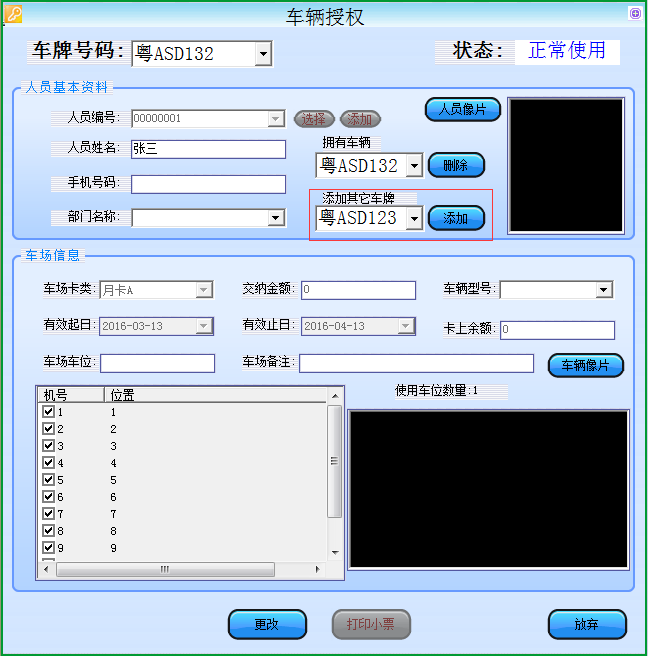 车辆授权
车牌号码: 粤ASD132 状态: 正常使用
人员基本资料
人员编号: 00000001 选择 添加 人员像片
人员姓名: 张三 拥有车辆
粤ASD132 删除
手机号码: 添加其它车牌
部门名称: 粤ASD123 添加
车场信息
车场卡类: 月卡A 交纳金额: 0 车辆型号:
有效起日: 2016-03-13 有效止日: 2016-04-13 卡上余额: 0
车场车位: 车场备注: 车辆像片
机号 位置 使用车位数量:1
1 1
2 2
3 3
4 4
5 5
6 6
7 7
8 8
9 9
更改 打印小票 放弃